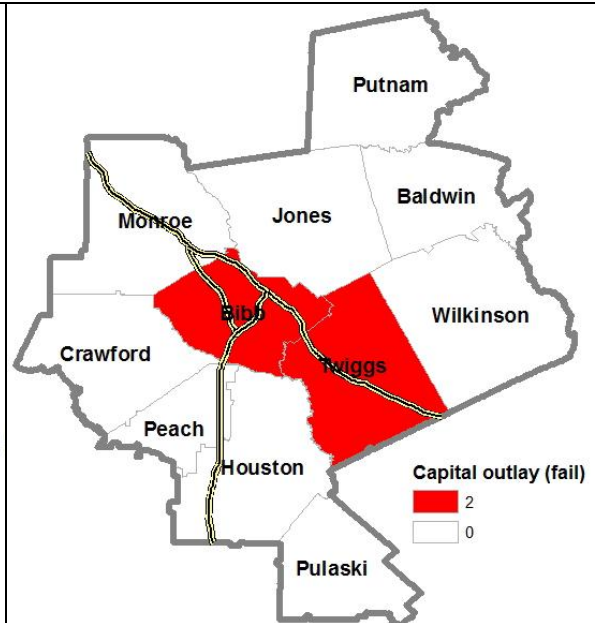 Putnam
Baldwin
Monroe
Jones
Bibb
Wilkinson
Crawford
Twiggs
Peach
Houston
Capital outlay (fail)
2
0
Pulaski